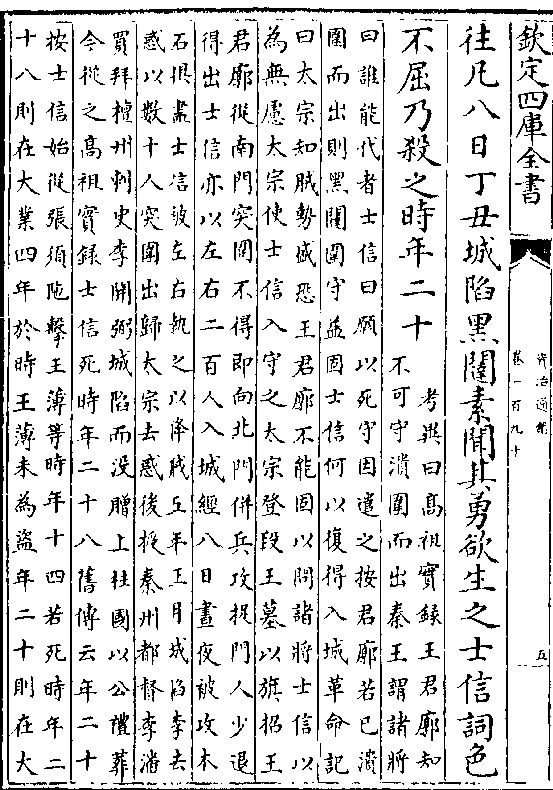 欽定四庫全書
資治通鑑
卷一百九十
五
往凡八日丁丑城陷黑闥素聞其勇欲生之士信詞色
不屈乃殺之時年二十
考異曰髙祖實録王君廓知
不可守潰圍而出秦王謂諸將
曰誰能代者士信曰願以死守因遣之按君廓若已潰
圍而出則黑闥圍守益固士信何以復得入城革命記
曰太宗知賊勢盛恐王君廓不能固以問諸將士信以
為無慮太宗使士信入守之太宗登段王墓以旗招王
君廓從南門突圍不得即向北門併兵攻捉門人少退
得出士信亦以左右二百人入城經八日晝夜被攻木
石俱盡士信被左右執之以降賊五年正月城陷李去
惑以數十人突圍出歸太宗去惑後授秦州都督李潘
買拜檀州刺史李開弼城陷而没贈上柱國以公禮葬
今從之髙祖實録士信死時年二十八舊傳云年二十
按士信始從張須陁擊王薄等時年十四若死時年二
十八則在大業四年於時王薄未為盗年二十則在大